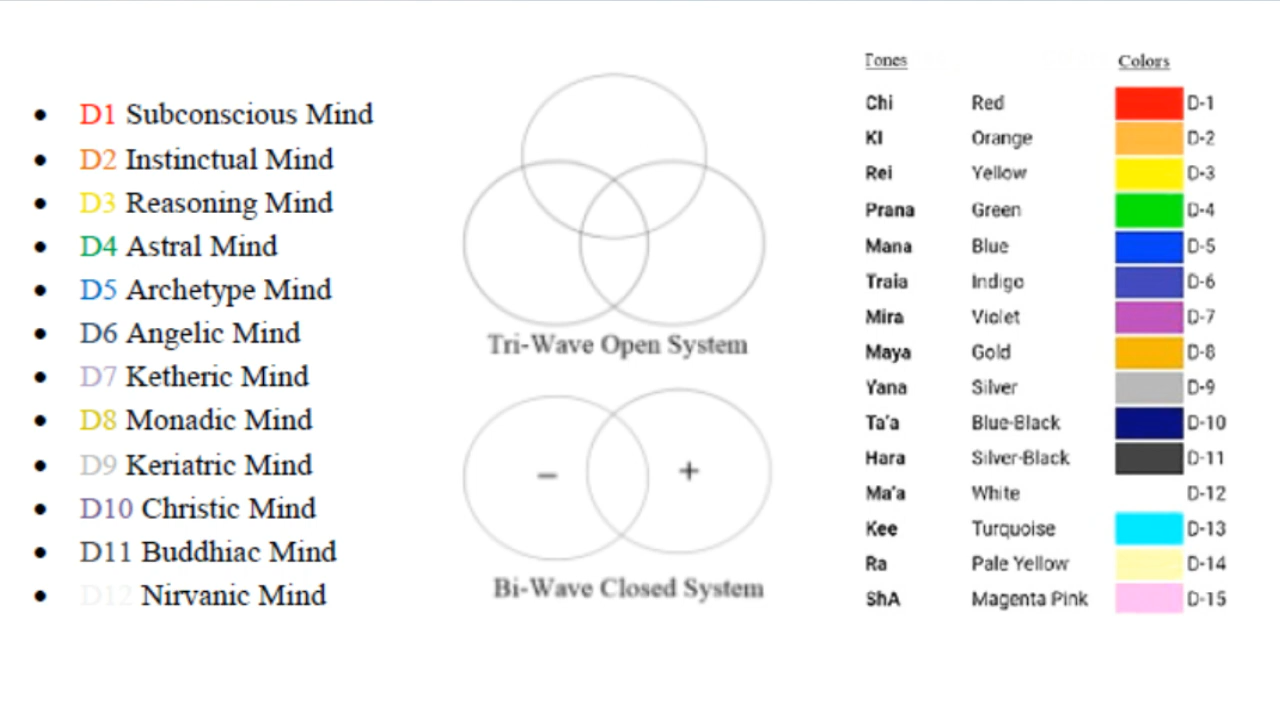 • D1 Subconscious Mind
• D2 Instinctual Mind
• D3 Reasoning Mind
• D4 Astral Mind
• D5 Archetype Mind
• D6 Angelic Mind
• D7 Ketheric Mind
• D8 Monadic Mind
• D9 Keriatric Mind
• D10 Christic Mind
• D11 Buddhiac Mind
• D12 Nirvanic Mind
Tri-Wave Open System
− +
Bi-Wave Closed System
Tones Colors
Chi Red D-1
KI Orange D-2
Rei Yellow D-3
Prana Green D-4
Mana Blue D-5
Traia Indigo D-6
Mira Violet D-7
Maya Gold D-8
Yana Silver D-9
Ta'a Blue-Black D-10
Hara Silver-Black D-11
Ma'a White D-12
Kee Turquoise D-13
Ra Pale Yellow D-14
ShA Magenta Pink D-15